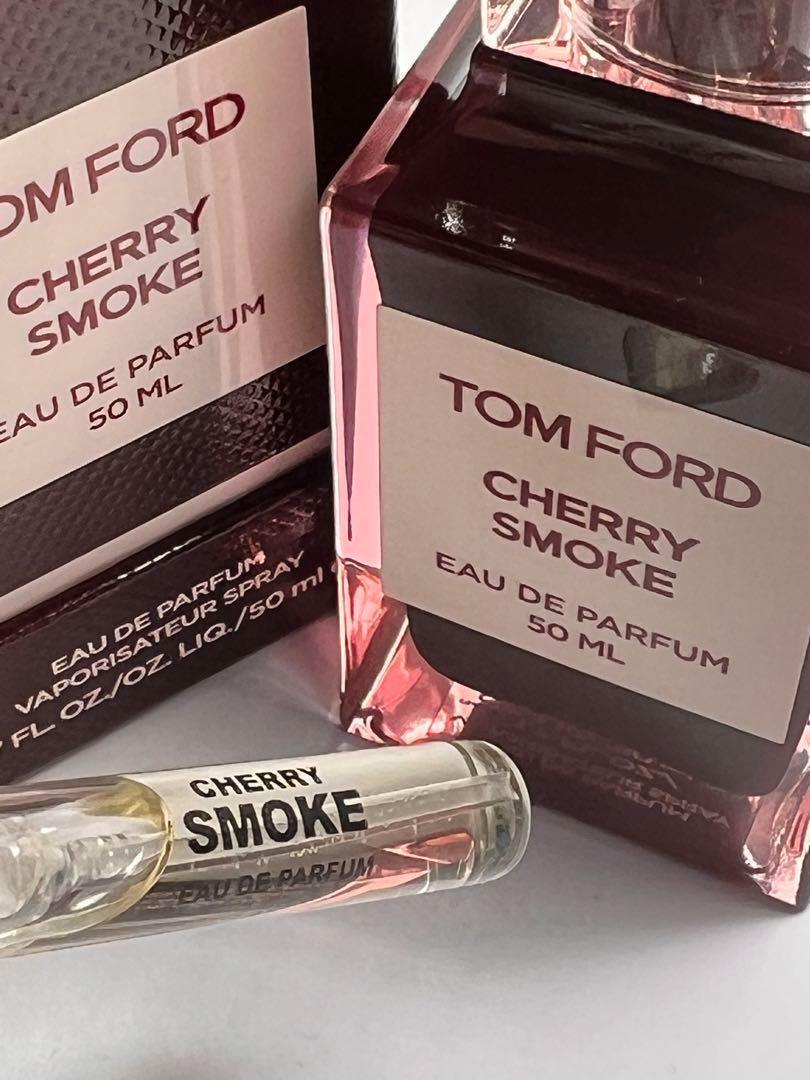 OM FORD
CHERRY
SMOKE
EAU DE PARFUM
50 ML
EAU DE PARFUM
VAPORISATEUR SPRAY
FL OZ/OZ. LIQ./50 ml
TOM FORD
CHERRY
SMOKE
EAU DE PARFUM
50 ML
CHERRY
SMOKE
EAU DE PARFUM